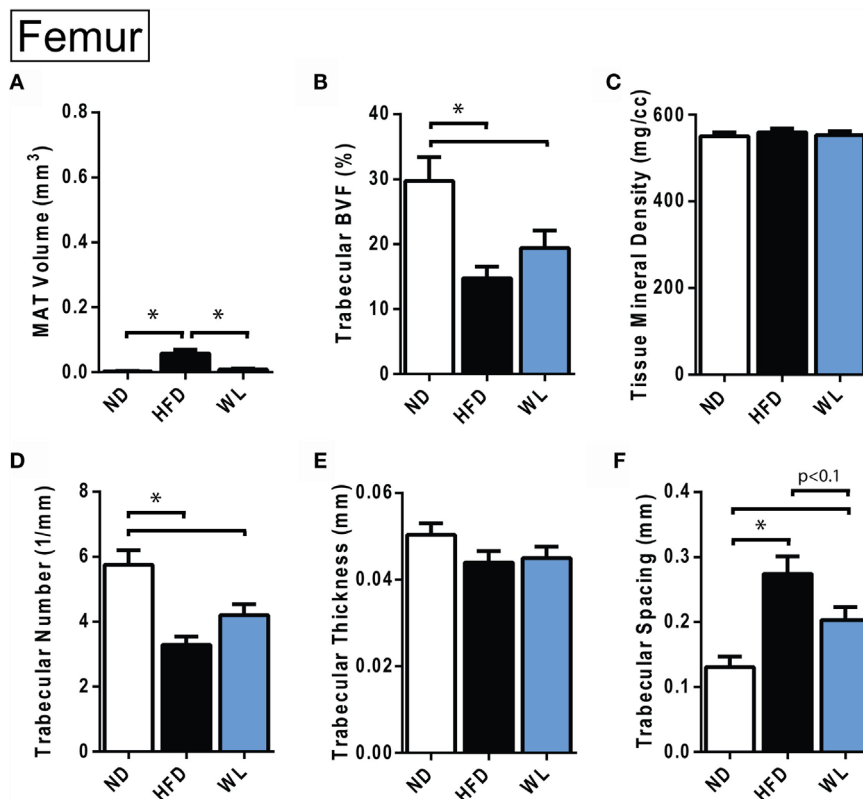 Femur
A
MAT Volume (mm³)
0.8
0.6
0.4
0.2
0.0
*
*
ND
HFD
WL
B
Trabecular BVF (%)
40
30
20
10
0
*
ND
HFD
WL
C
Tissue Mineral Density (mg/cc)
600
400
200
0
ND
HFD
WL
D
Trabecular Number (1/mm)
8
6
4
2
0
*
ND
HFD
WL
E
Trabecular Thickness (mm)
0.06
0.04
0.02
0.00
ND
HFD
WL
F
Trabecular Spacing (mm)
0.4
0.3
0.2
0.1
0.0
p<0.1
*
ND
HFD
WL